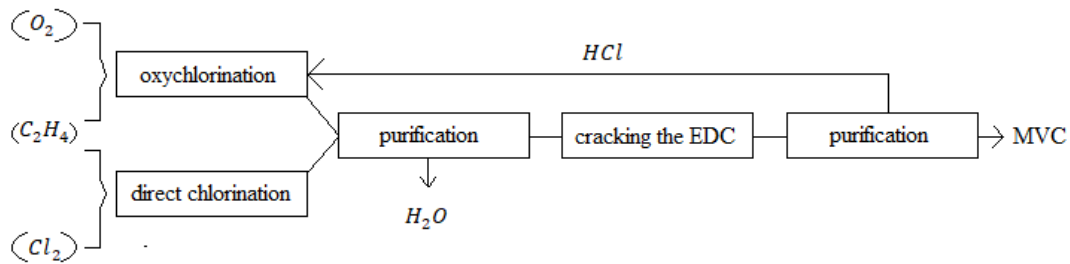 (O₂)
HCl
oxychlorination
(C₂H₄)
purification
cracking the EDC
purification
MVC
direct chlorination
H₂O
(Cl₂)